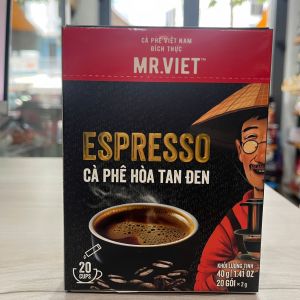 CÀ PHÊ VIỆT NAM
ĐÍCH THỰC
MR.VIET™
ESPRESSO
CÀ PHÊ HÒA TAN ĐEN
20
CUPS
KHỐI LƯỢNG TỊNH
40g | 1.41 OZ
20 GÓI x 2g